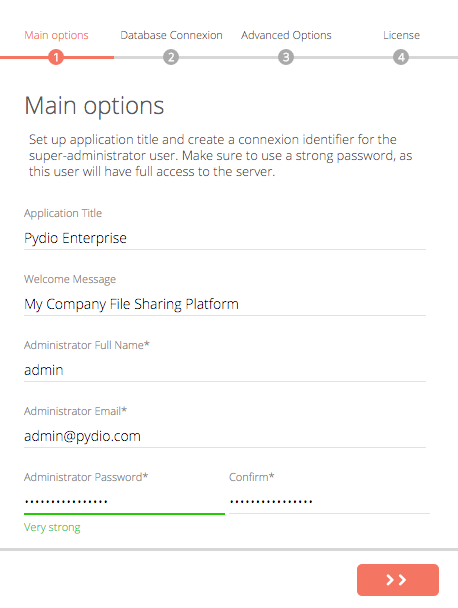 Main options Database Connexion Advanced Options License
1 2 3 4
Main options
Set up application title and create a connexion identifier for the
super-administrator user. Make sure to use a strong password, as
this user will have full access to the server.
Application Title
Pydio Enterprise
Welcome Message
My Company File Sharing Platform
Administrator Full Name*
admin
Administrator Email*
admin@pydio.com
Administrator Password* Confirm*
•••••••••••••••• ••••••••••••••••
Very strong
>>